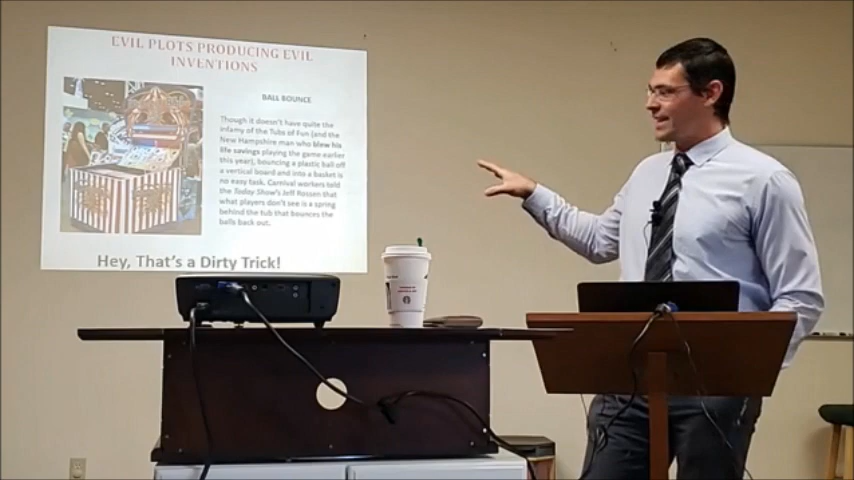 EVIL PLOTS PRODUCING EVIL
INVENTIONS
BALL BOUNCE
Though it doesn't have quite the
infamy of the Tubs of Fun (and the
New Hampshire man who blew his
life savings playing the game earlier
this year), bouncing a plastic ball off
a vertical board and into a basket is
no easy task. Carnival workers told
the Today Show's Jeff Rossen that
what players don't see is a spring
behind the tub that bounces the
balls back out.
Hey, That's a Dirty Trick!